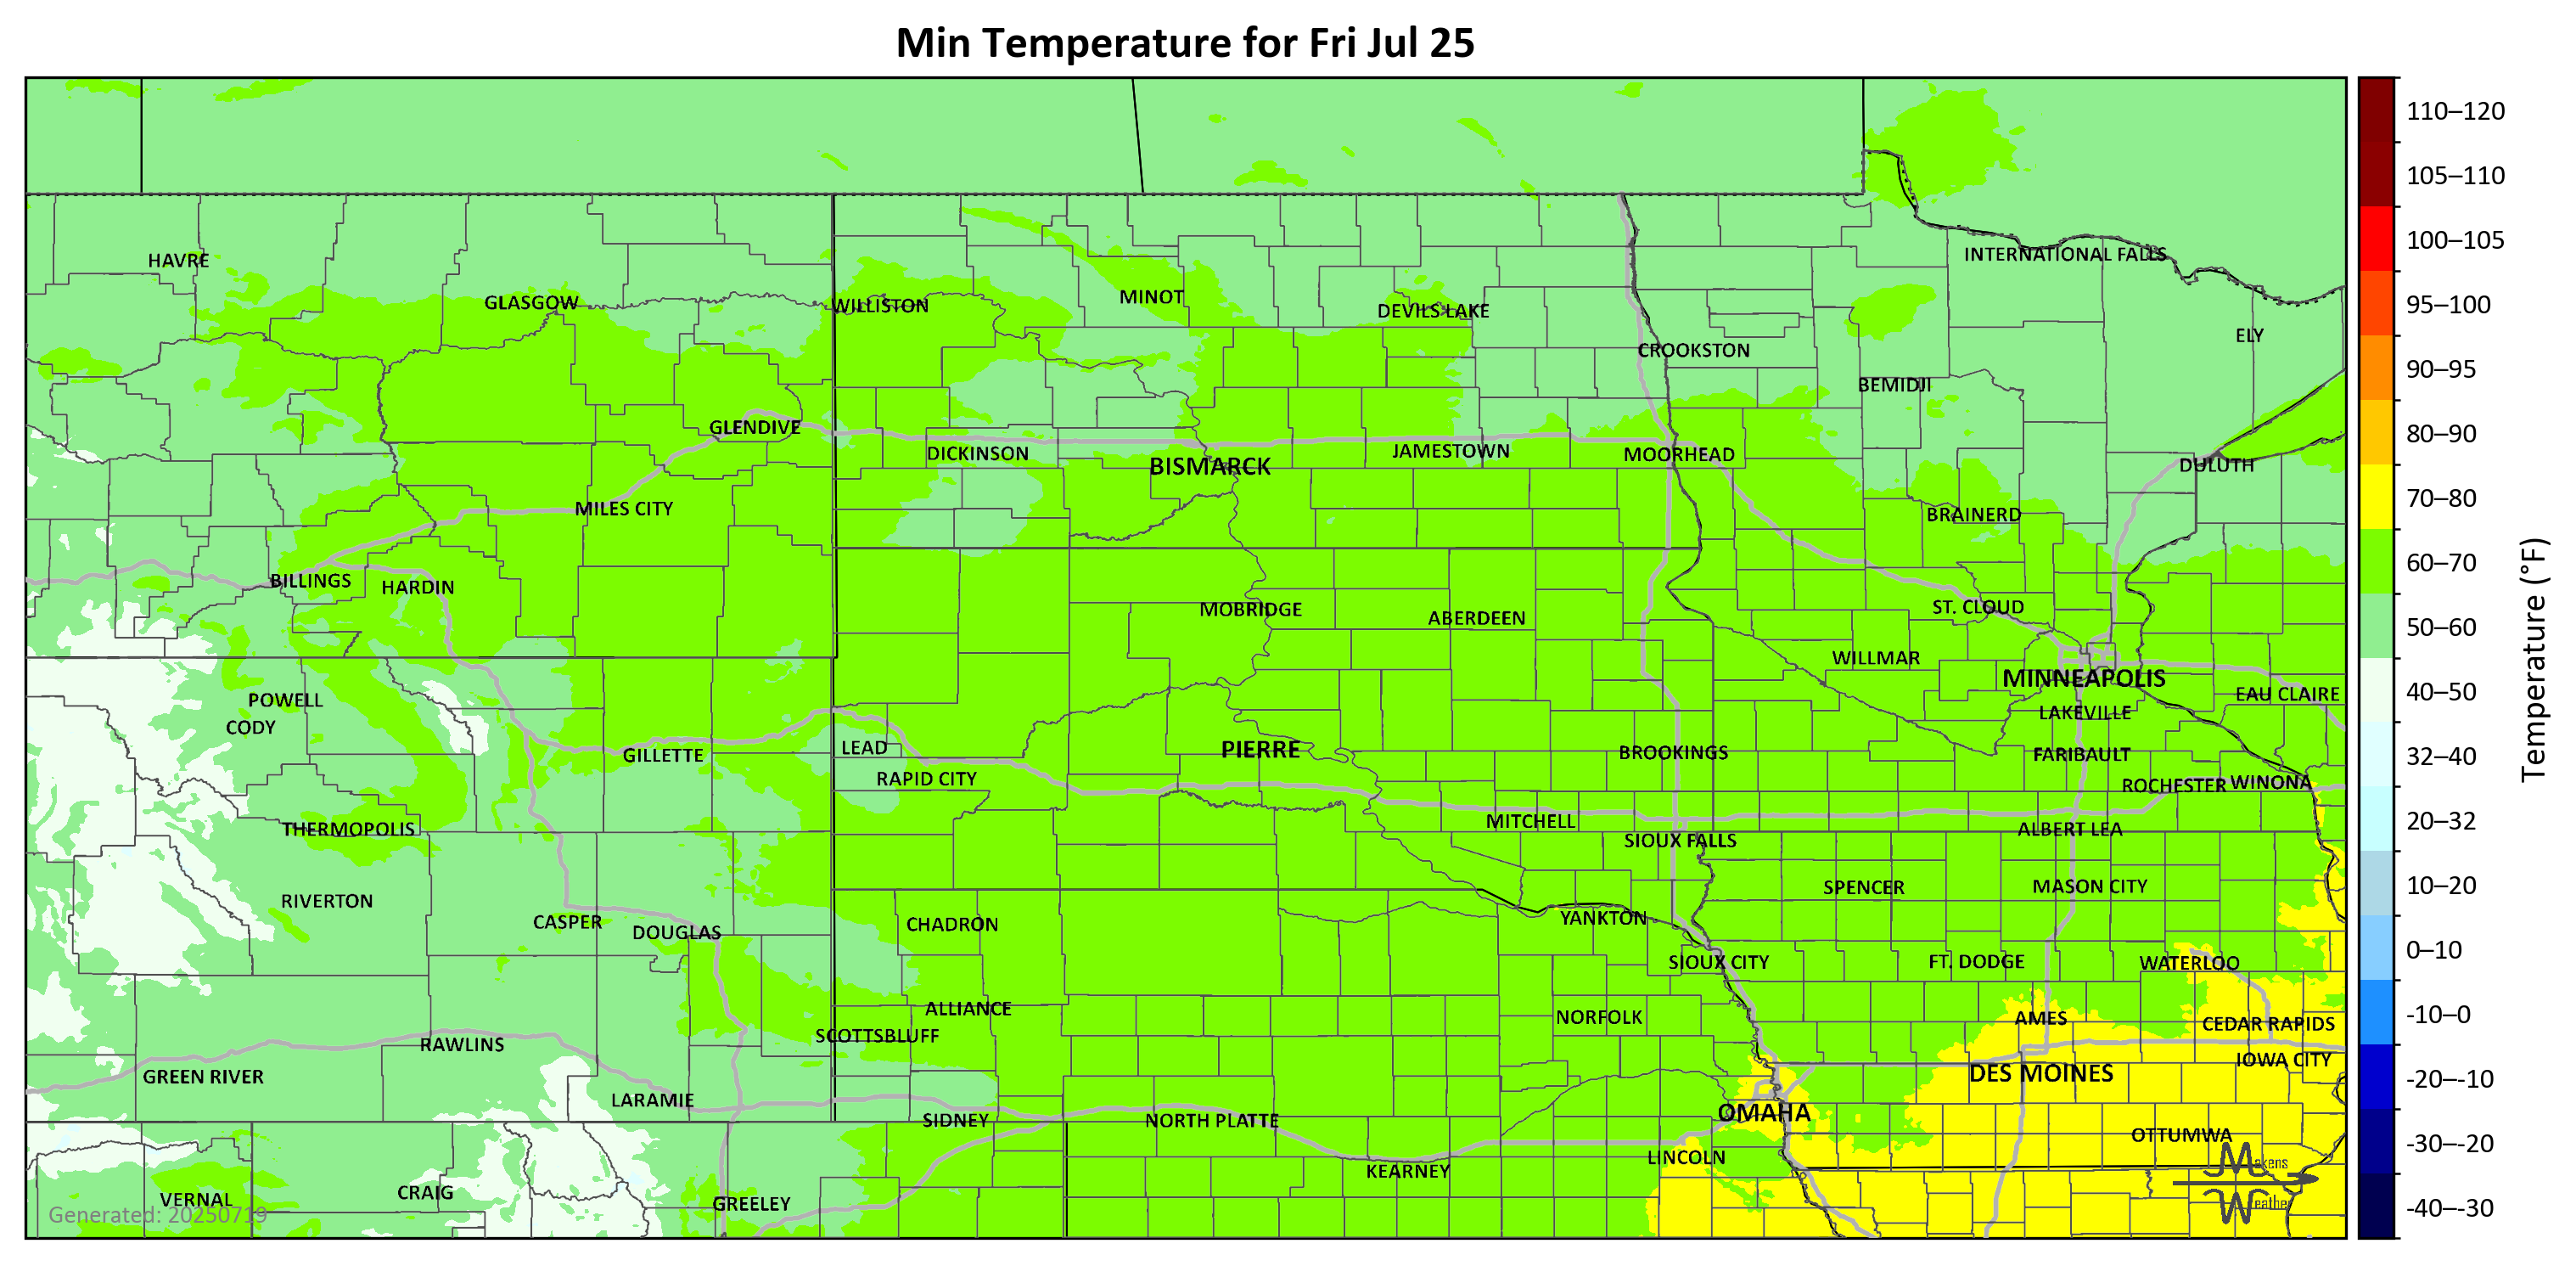 Min Temperature for Fri Jul 25
110–120
105–110
100–105
95–100
90–95
80–90
70–80
60–70
50–60
40–50
32–40
20–32
10–20
0–10
-10–0
-20–-10
-30–-20
-40–-30
Temperature (°F)
HAVRE
GLASGOW
WILLISTON
MINOT
DEVILS LAKE
INTERNATIONAL FALLS
ELY
CROOKSTON
BEMIDJI
GLENDIVE
DICKINSON
BISMARCK
JAMESTOWN
MOORHEAD
DULUTH
MILES CITY
BRAINERD
BILLINGS
HARDIN
MOBRIDGE
ABERDEEN
ST. CLOUD
WILLMAR
MINNEAPOLIS
EAU CLAIRE
POWELL
CODY
LAKEVILLE
GILLETTE
LEAD
PIERRE
BROOKINGS
FARIBAULT
RAPID CITY
ROCHESTER
WINONA
THERMOPOLIS
MITCHELL
SIOUX FALLS
ALBERT LEA
RIVERTON
SPENCER
MASON CITY
CASPER
DOUGLAS
CHADRON
YANKTON
SIOUX CITY
FT. DODGE
WATERLOO
ALLIANCE
NORFOLK
AMES
CEDAR RAPIDS
SCOTTSBLUFF
RAWLINS
IOWA CITY
GREEN RIVER
DES MOINES
LARAMIE
SIDNEY
NORTH PLATTE
OMAHA
OTTUMWA
LINCOLN
KEARNEY
VERNAL
CRAIG
GREELEY
Makens
Weather
Generated: 20250719